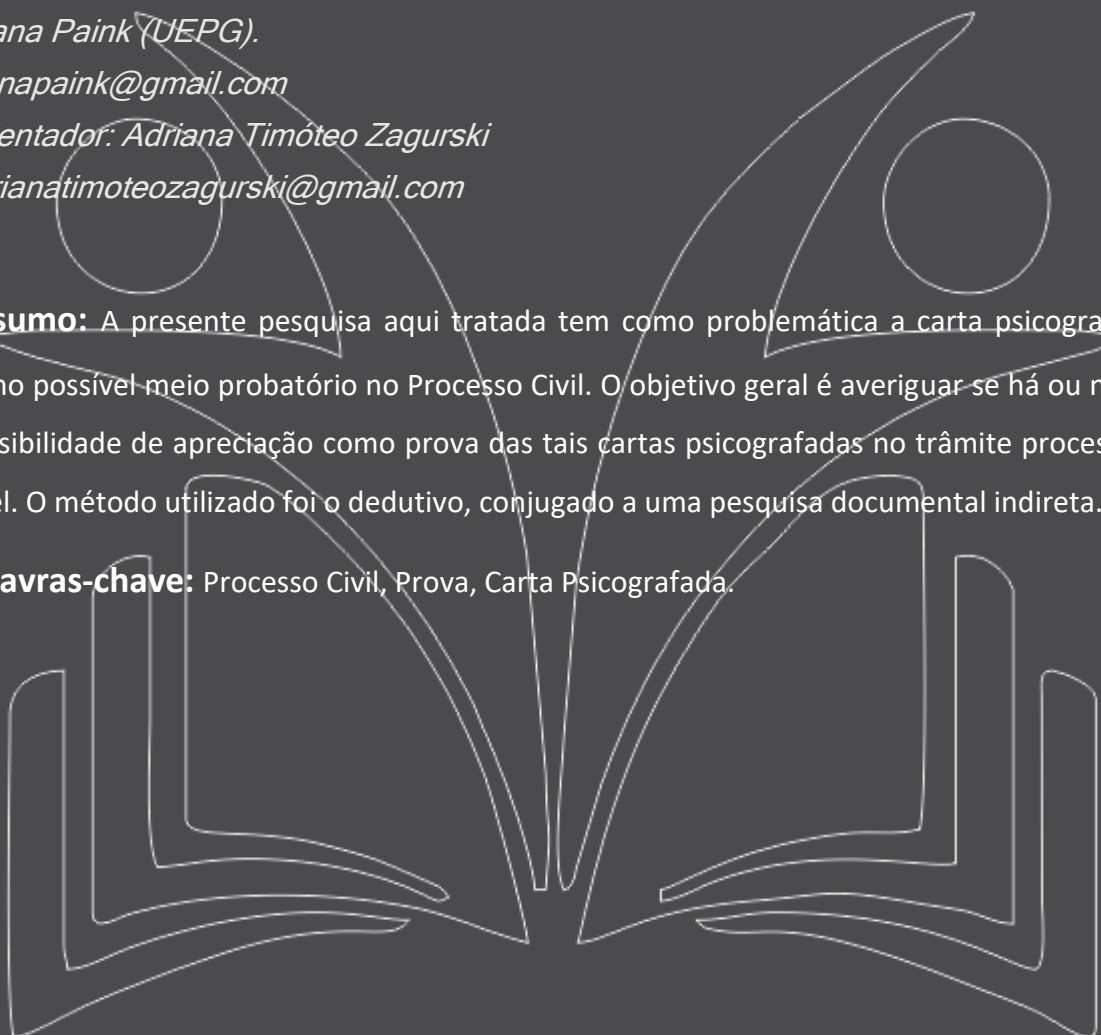 ana Paink (UEPG).
napaink@gmail.com
entador: Adriana Timóteo Zagurski
rianatimoteozagurski@gmail.com
sumo: A presente pesquisa aqui tratada tem como problemática a carta psicogra
no possível meio probatório no Processo Civil. O objetivo geral é averiguar se há ou n
sibilidade de apreciação como prova das tais cartas psicografadas no trâmite proces
el. O método utilizado foi o dedutivo, conjugado a uma pesquisa documental indireta.
avras-chave: Processo Civil, Prova, Carta Psicografada.